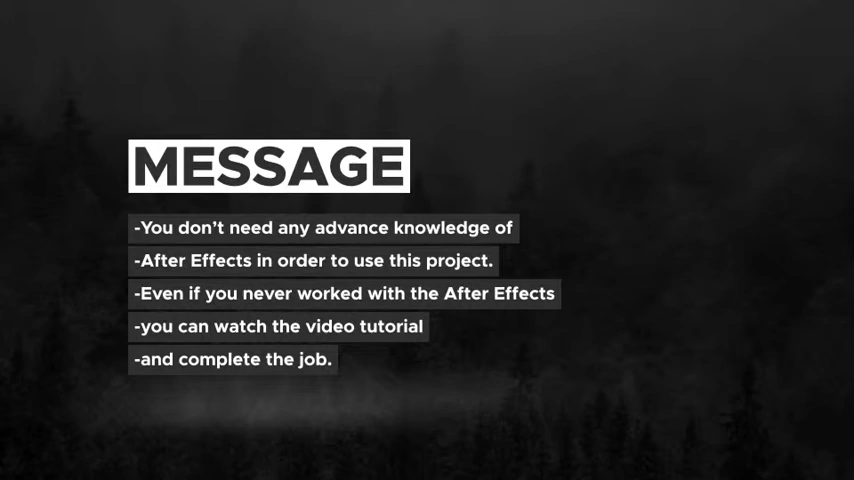 MESSAGE
-You don’t need any advance knowledge of
-After Effects in order to use this project.
-Even if you never worked with the After Effects
-you can watch the video tutorial
-and complete the job.